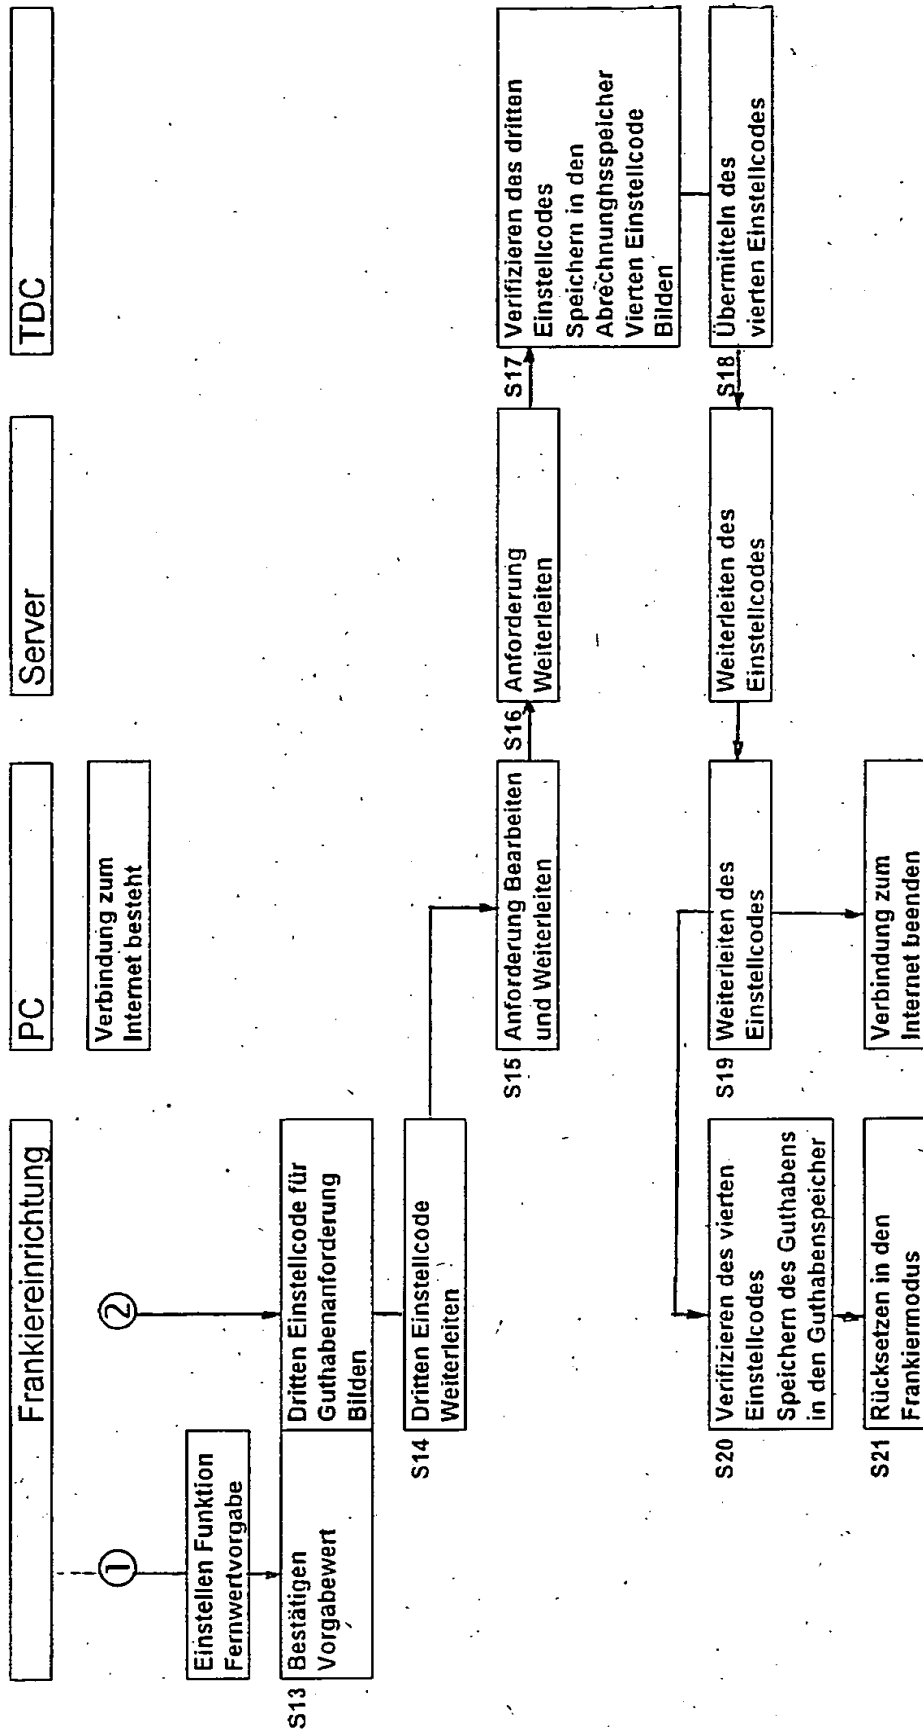 Frankiereinrichtung
PC
Server
TDC
1
2
Verbindung zum
Internet besteht
Einstellen Funktion
Fernwertvorgabe
S13
Bestätigen
Vorgabewert
Dritten Einstellcode für
Guthabenanforderung
Bilden
S14
Dritten Einstellcode
Weiterleiten
S15
Anforderung Bearbeiten
und Weiterleiten
S16
Anforderung
Weiterleiten
S17
Verifizieren des dritten
Einstellcodes
Speichern in den
Abrechnunghsspeicher
Vierten Einstellcode
Bilden
S18
Übermitteln des
vierten Einstellcodes
Weiterleiten des
Einstellcodes
S19
Weiterleiten des
Einstellcodes
S20
Verifizieren des vierten
Einstellcodes
Speichern des Guthabens
in den Guthabenspeicher
S21
Rücksetzen in den
Frankiermodus
Verbindung zum
Internet beenden